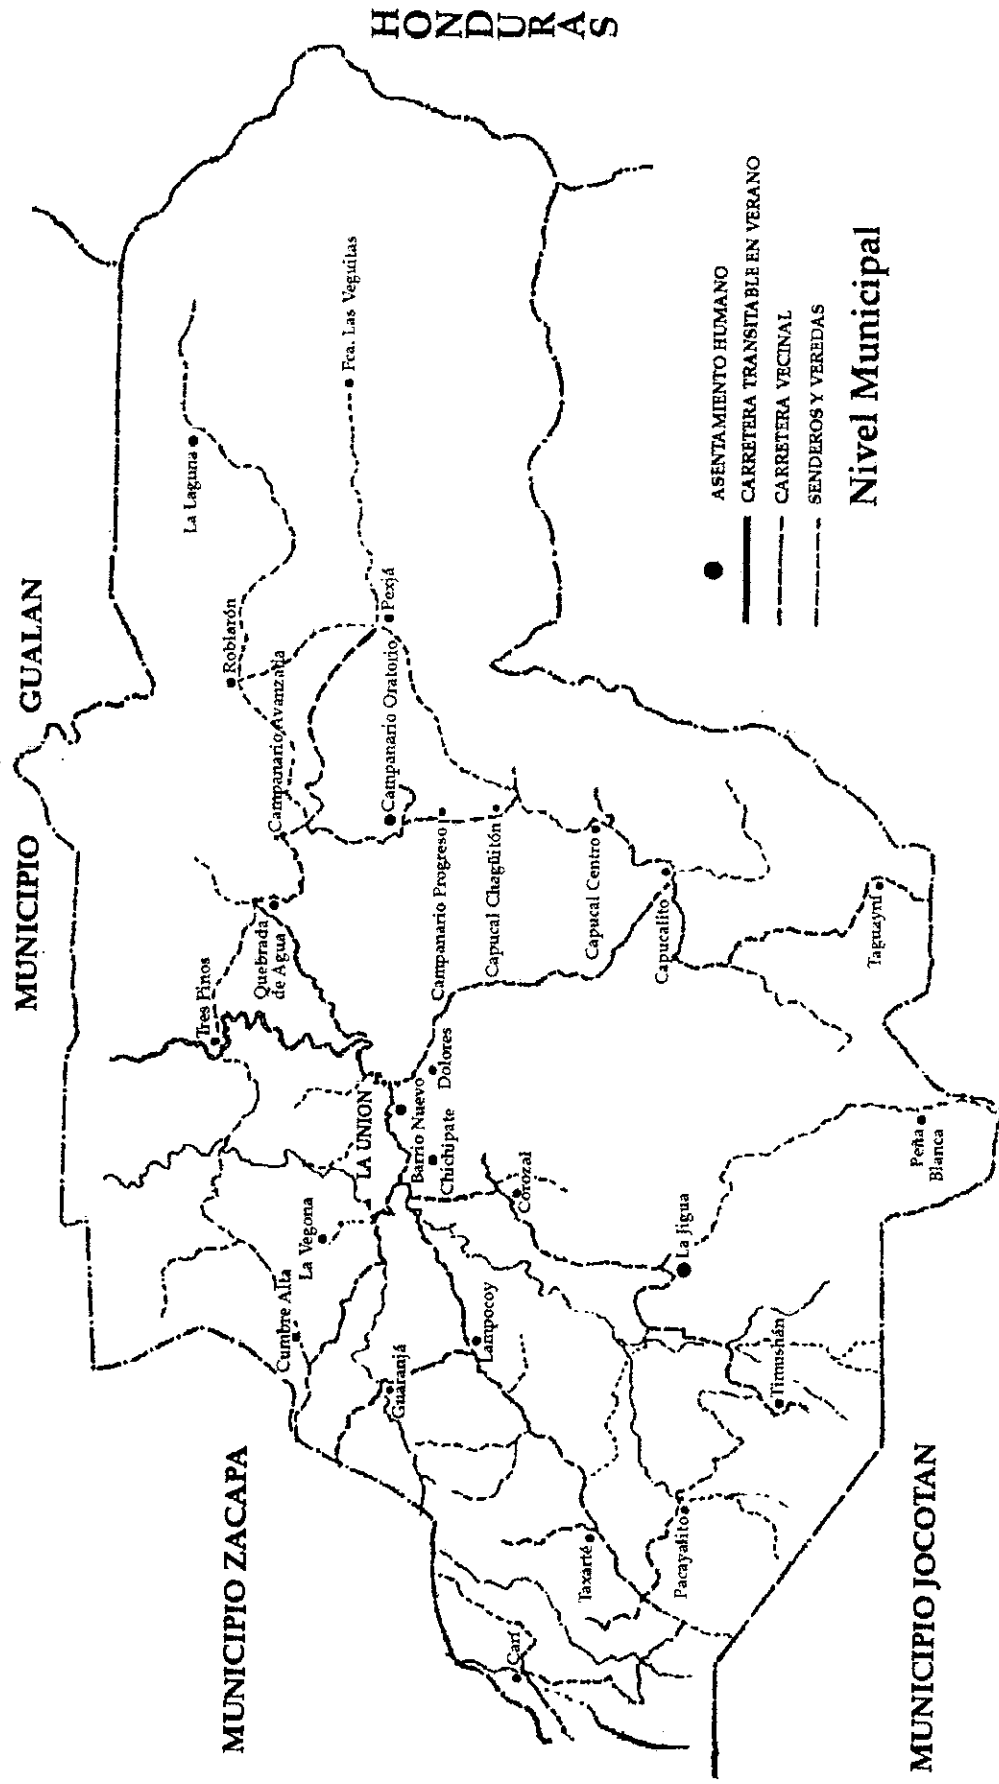 HONDURAS
MUNICIPIO GUALAN
La Laguna
Fca. Las Veguitas
Roblarón
Pexjá
Campanario Avanzada
Campanario Oratorio
Campanario Progreso
Capucal Chagüitón
Capucal Centro
Capucalito
Taguayní
Quebrada
de Agua
Tres Pinos
LA UNION
Dolores
Barrio Nuevo
Chichipate
Corozal
La Vegona
Cumbre Alta
Guaranjá
Lampocoy
La Jigua
Peña
Blanca
Timushán
Taxarté
Pacayalito
Carí
MUNICIPIO ZACAPA
MUNICIPIO JOCOTAN
ASENTAMIENTO HUMANO
CARRETERA TRANSITABLE EN VERANO
CARRETERA VECINAL
SENDEROS Y VEREDAS
Nivel Municipal